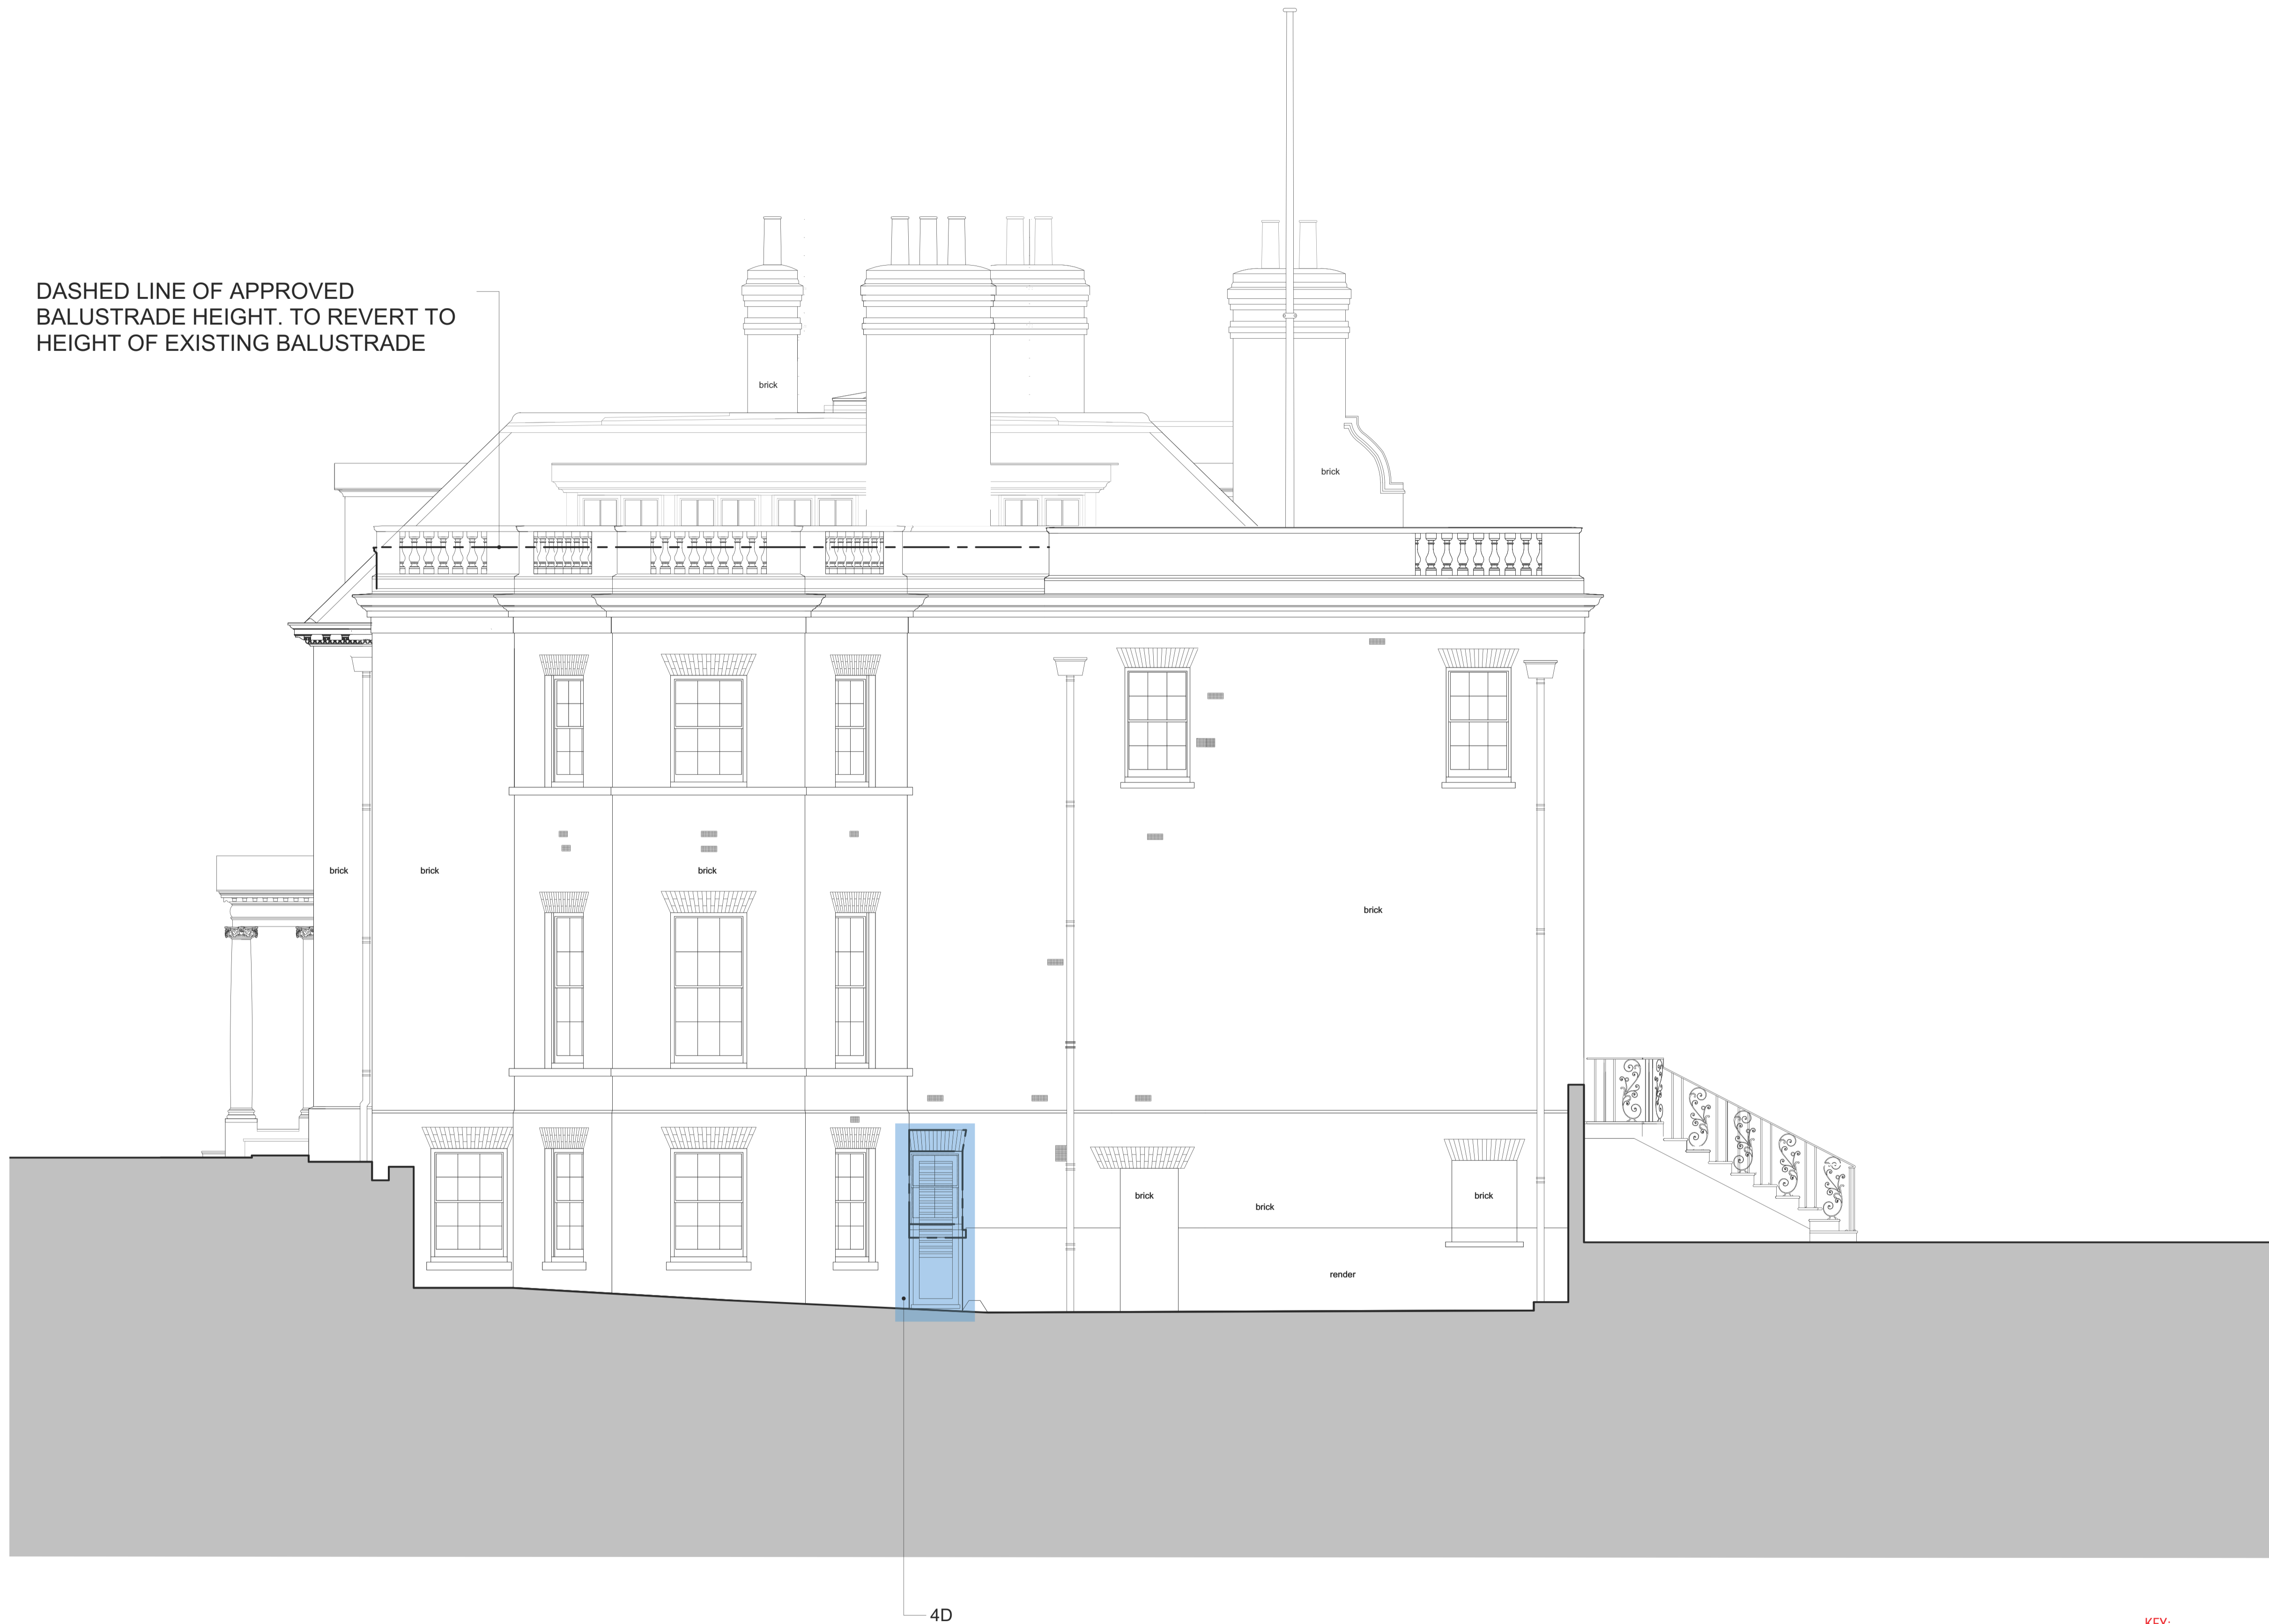 DASHED LINE OF APPROVED
BALUSTRADE HEIGHT. TO REVERT TO
HEIGHT OF EXISTING BALUSTRADE
brick
brick
brick
brick
brick
brick
brick
brick
brick
render
4D
KEY: